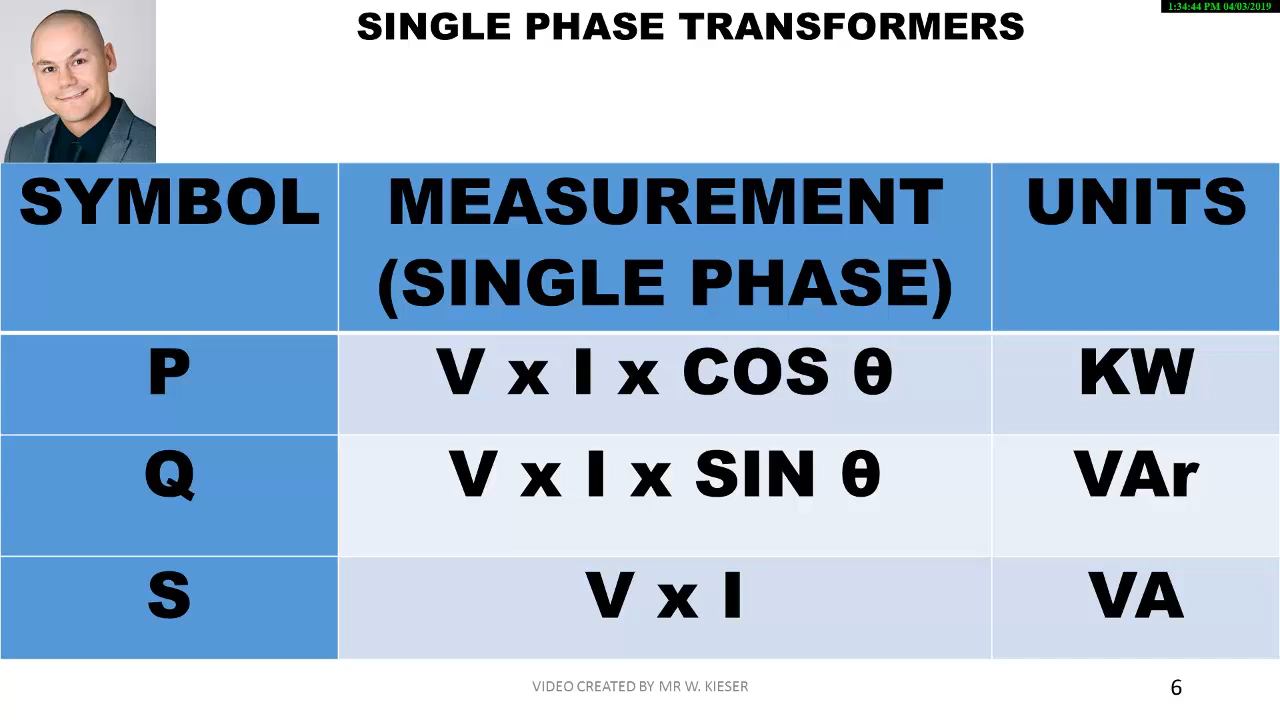 1:34:44 PM 04/03/2019
SINGLE PHASE TRANSFORMERS
SYMBOL MEASUREMENT (SINGLE PHASE) UNITS
P V x I x COS θ KW
Q V x I x SIN θ VAr
S V x I VA
VIDEO CREATED BY MR W. KIESER
6